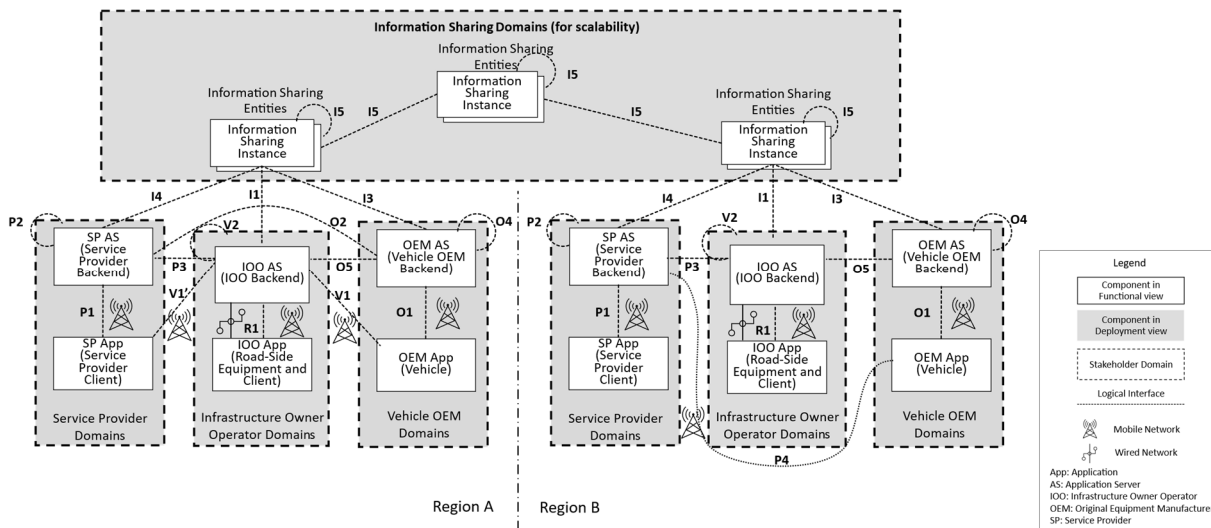 Information Sharing Domains (for scalability)
Information Sharing
Entities
I5
Information
Sharing
Instance
Information Sharing
Entities
I5
Information
Sharing
Instance
I5
I5
Information Sharing
Entities
I5
Information
Sharing
Instance
I4
I1
I3
P2
V2
O2
O4
SP AS
(Service
Provider
Backend)
P3
IOO AS
(IOO Backend)
O5
OEM AS
(Vehicle OEM
Backend)
V1'
V1
P1
R1
O1
SP App
(Service
Provider
Client)
IOO App
(Road-Side
Equipment and
Client)
OEM App
(Vehicle)
Service Provider
Domains
Infrastructure Owner
Operator Domains
Vehicle OEM
Domains
Region A
I4
I1
I3
P2
V2
O4
SP AS
(Service
Provider
Backend)
P3
IOO AS
(IOO Backend)
O5
OEM AS
(Vehicle OEM
Backend)
P1
R1
O1
SP App
(Service
Provider
Client)
IOO App
(Road-Side
Equipment and
Client)
OEM App
(Vehicle)
Service Provider
Domains
Infrastructure Owner
Operator Domains
Vehicle OEM
Domains
P4
Region B
Legend
Component in
Functional view
Component in
Deployment view
Stakeholder Domain
Logical Interface
Mobile Network
Wired Network
App: Application
AS: Application Server
IOO: Infrastructure Owner Operator
OEM: Original Equipment Manufacture
SP: Service Provider